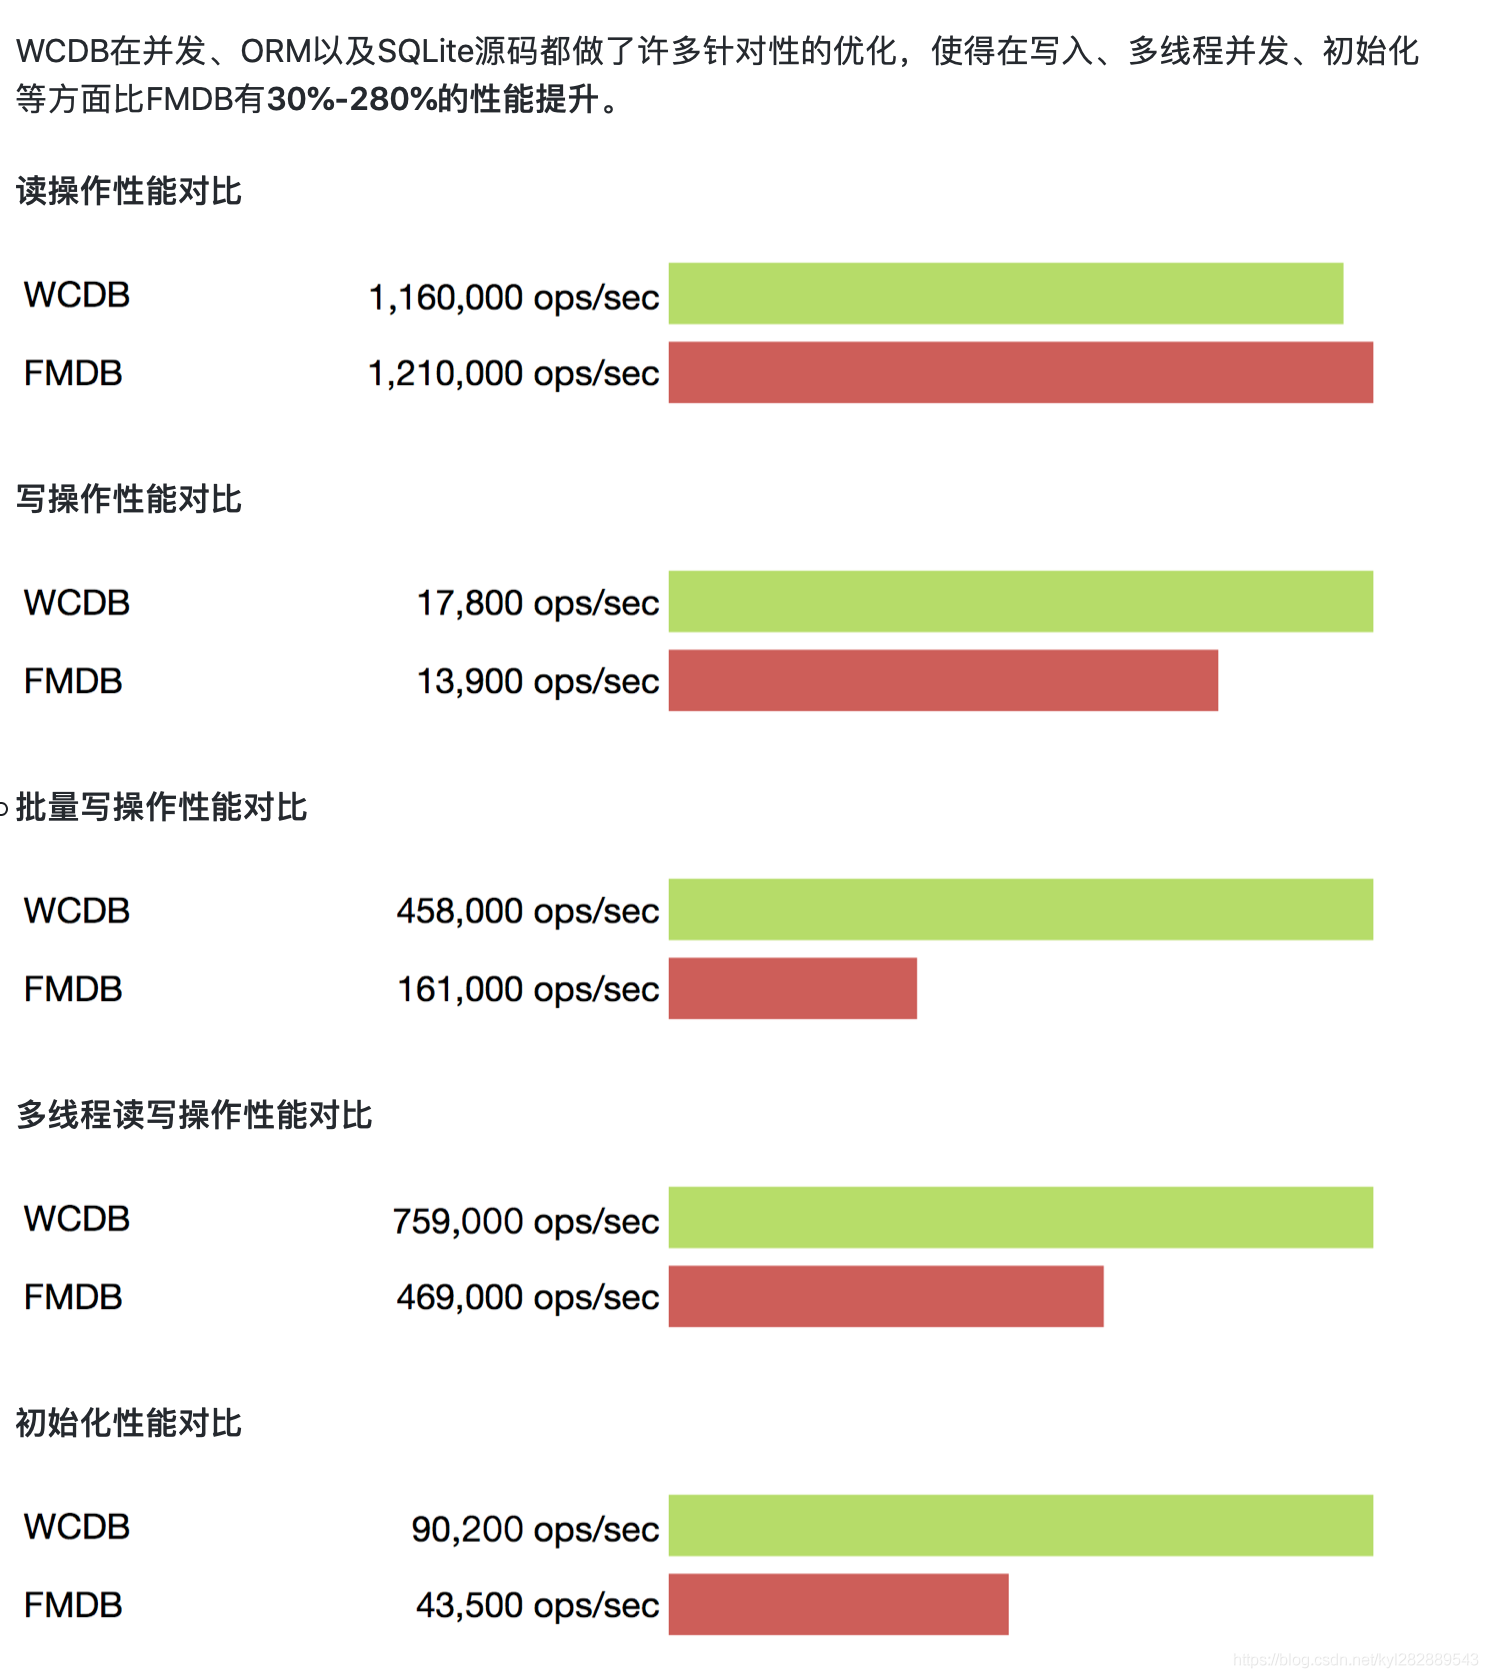 WCDB在并发、ORM以及SQLite源码都做了许多针对性的优化，使得在写入、多线程并发、初始化
等方面比FMDB有30%-280%的性能提升。
读操作性能对比
WCDB 1,160,000 ops/sec
FMDB 1,210,000 ops/sec
写操作性能对比
WCDB 17,800 ops/sec
FMDB 13,900 ops/sec
批量写操作性能对比
WCDB 458,000 ops/sec
FMDB 161,000 ops/sec
多线程读写操作性能对比
WCDB 759,000 ops/sec
FMDB 469,000 ops/sec
初始化性能对比
WCDB 90,200 ops/sec
FMDB 43,500 ops/sec
https://blog.csdn.net/kyl282889543